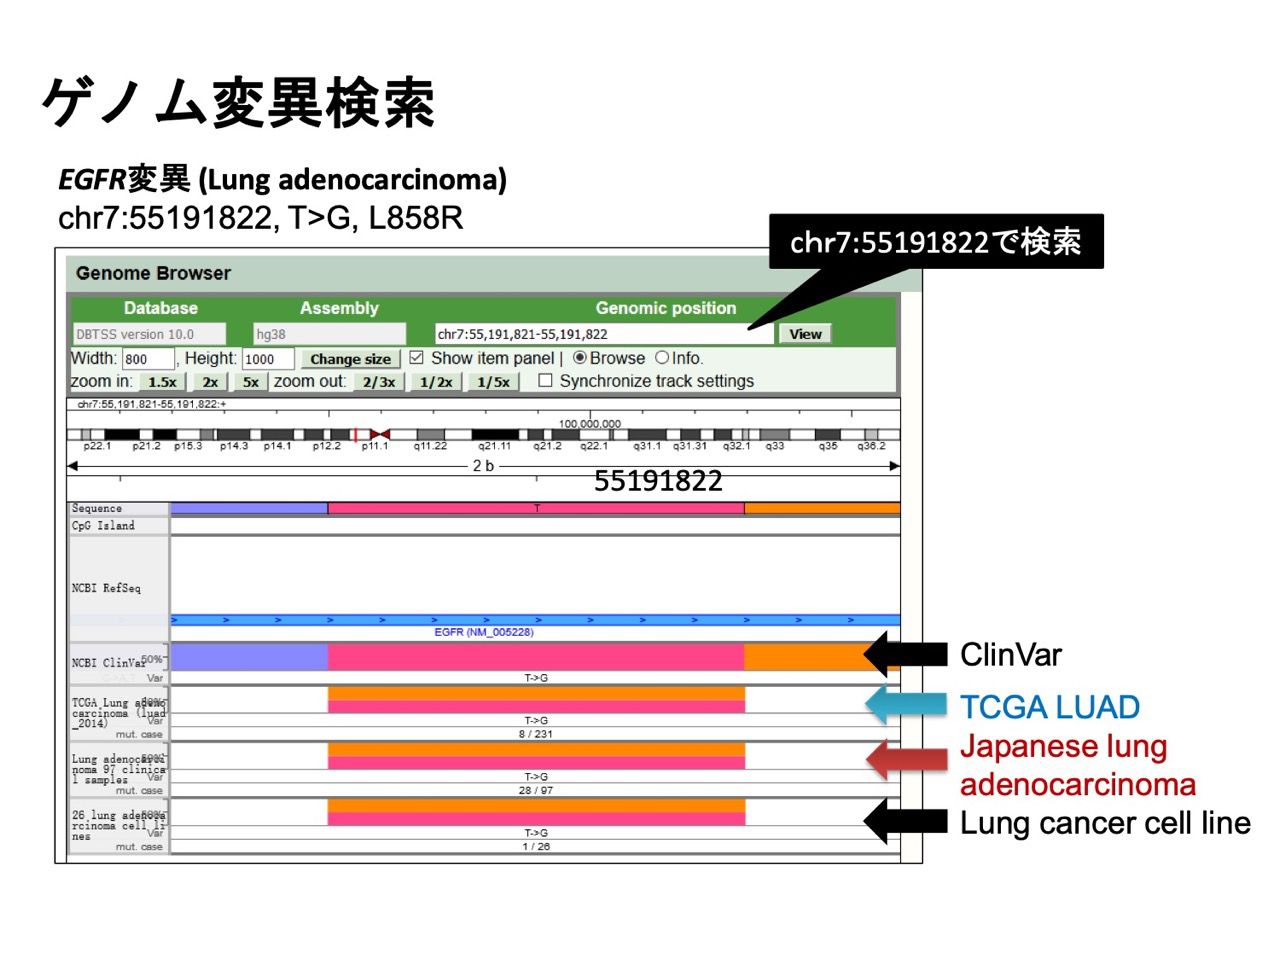 ゲノム変異検索
EGFR変異 (Lung adenocarcinoma)
chr7:55191822, T>G, L858R
chr7:55191822で検索
Genome Browser
Database Assembly Genomic position
DBTSS version 10.0 hg38 chr7:55,191,821-55,191,822 View
Width: 800 , Height: 1000 Change size Show item panel | Browse Info.
zoom in: 1.5x 2x 5x zoom out: 2/3x 1/2x 1/5x Synchronize track settings
chr7:55,191,821-55,191,822:+
100,000,000
p22.1 p21.2 p15.3 p14.3 p14.1 p12.2 p11.1 q11.22 q21.11 q21.2 q22.1 q31.1 q31.31 q32.1 q33 q35 q36.2
2 b
55191822
Sequence T
CpG Island
NCBI RefSeq
EGFR (NM_005228)
NCBI ClinVar 50%
Var T->G
ClinVar
TCGA Lung adeno
carcinoma (luad
_2014) Var T->G
mut. case 8 / 231
TCGA LUAD
Lung adenocarci
noma 97 clinica
l samples Var T->G
mut. case 28 / 97
Japanese lung
adenocarcinoma
26 lung adenoca
rcinoma cell li
nes Var T->G
mut. case 1 / 26
Lung cancer cell line